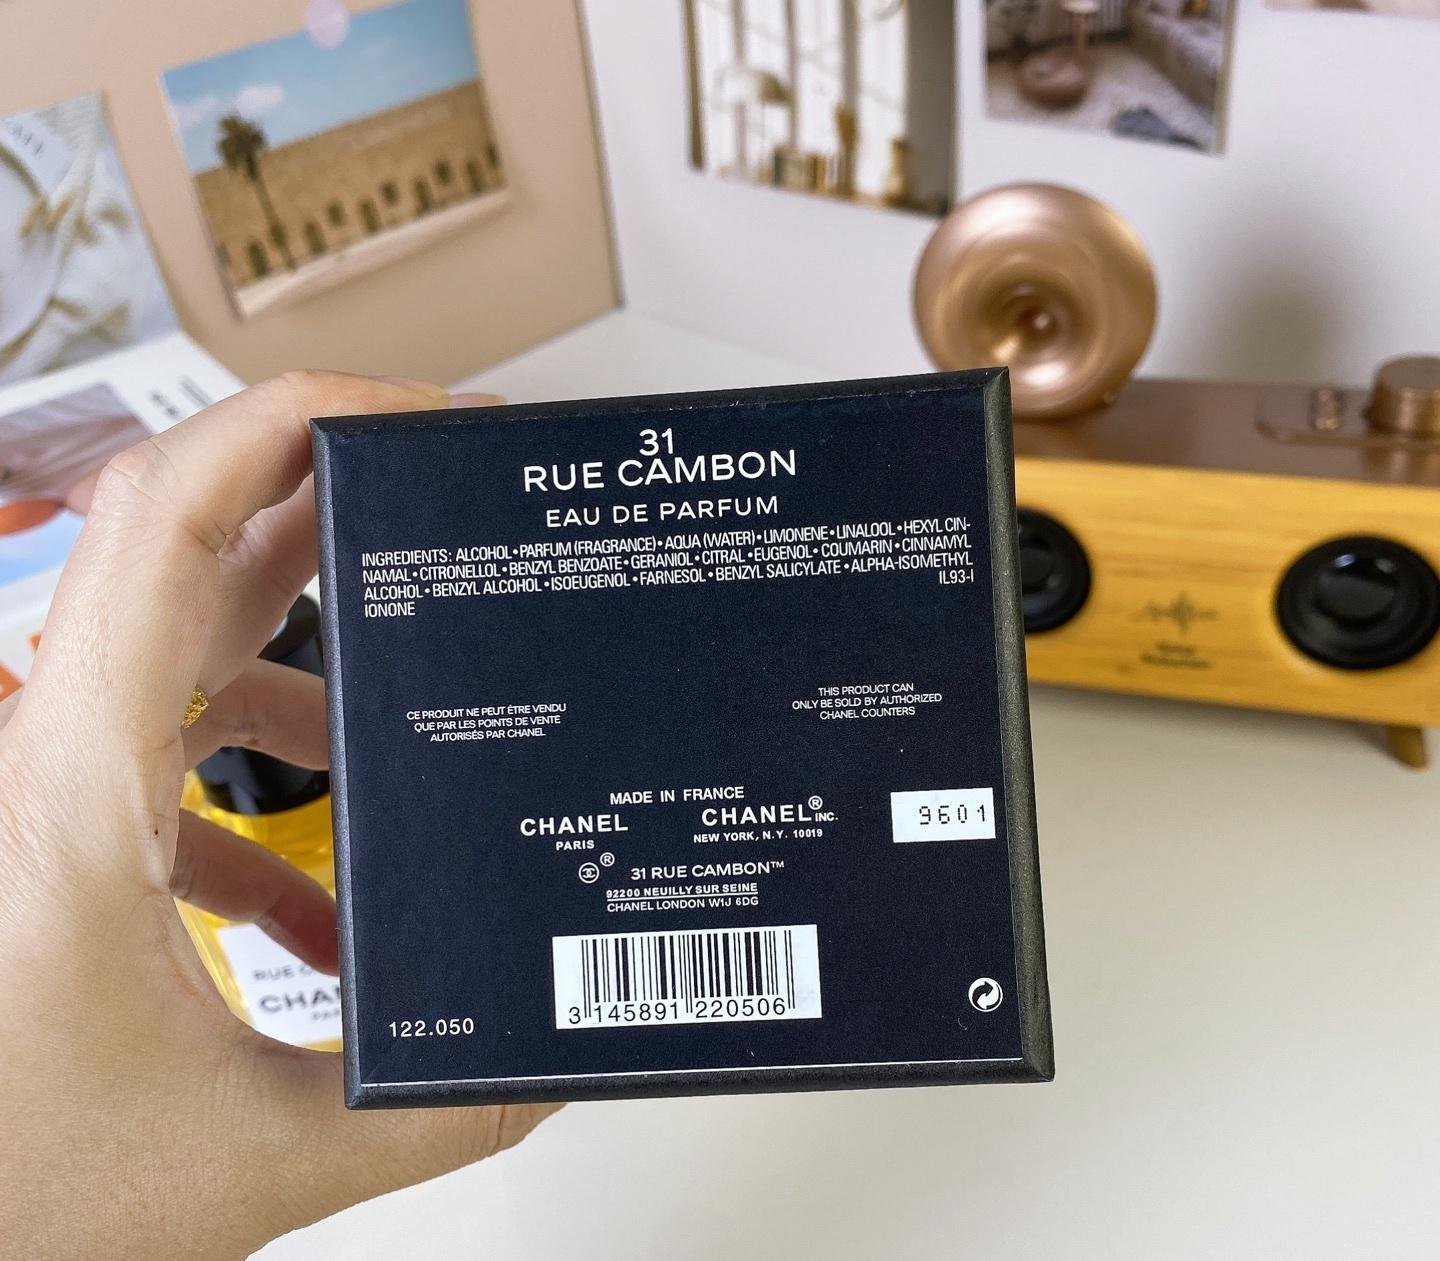 31
RUE CAMBON
EAU DE PARFUM
INGREDIENTS: ALCOHOL•PARFUM (FRAGRANCE)•AQUA (WATER)•LIMONENE•LINALOOL•HEXYL CIN-
NAMAL•CITRONELLOL•BENZYL BENZOATE•GERANIOL•CITRAL•EUGENOL•COUMARIN•CINNAMYL
ALCOHOL•BENZYL ALCOHOL•ISOEUGENOL•FARNESOL•BENZYL SALICYLATE•ALPHA-ISOMETHYL
IONONE
IL93-I
CE PRODUIT NE PEUT ÊTRE VENDU
QUE PAR LES POINTS DE VENTE
AUTORISÉS PAR CHANEL
THIS PRODUCT CAN
ONLY BE SOLD BY AUTHORIZED
CHANEL COUNTERS
MADE IN FRANCE
CHANEL
PARIS
CHANEL® INC.
NEW YORK, N.Y. 10019
9601
® 31 RUE CAMBON™
92200 NEUILLY SUR SEINE
CHANEL LONDON W1J 6DG
3 145891 220506
122.050
RUE C
CHA